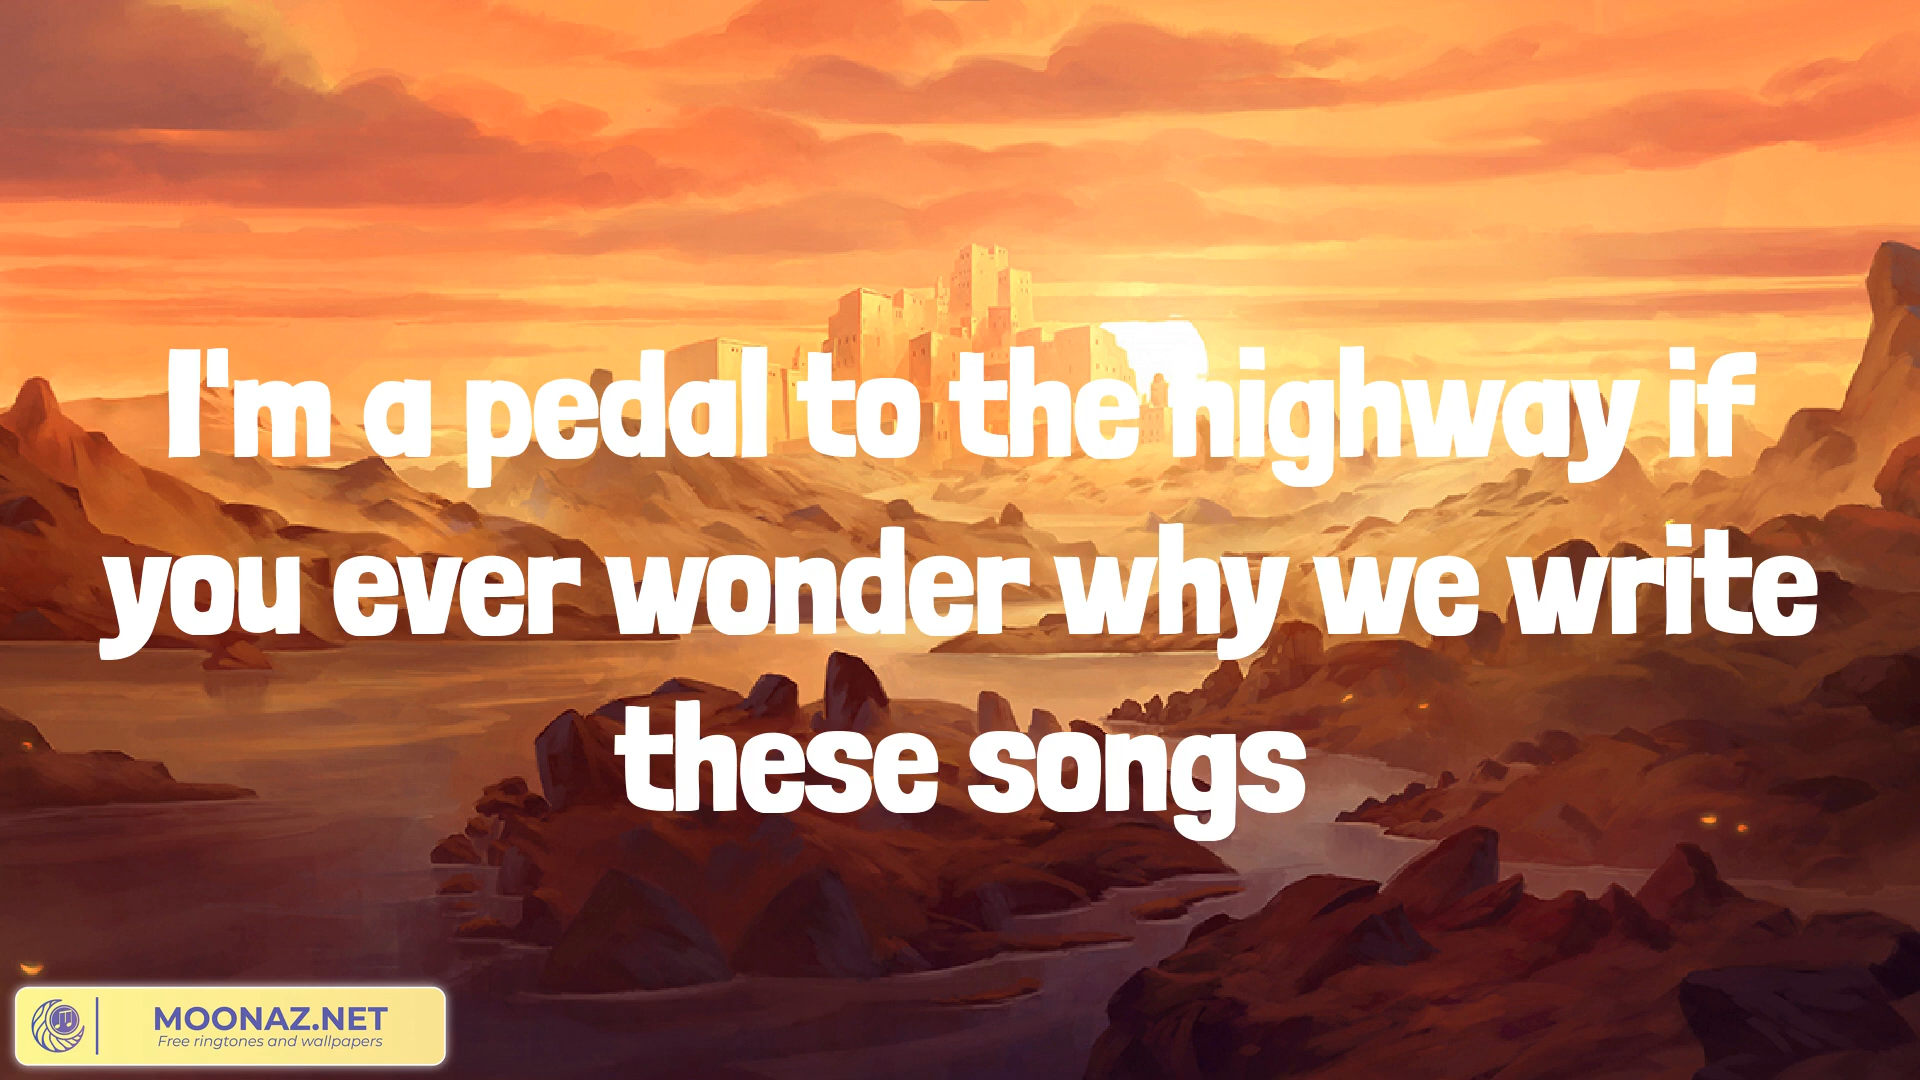 I'm a pedal to the highway if
you ever wonder why we write
these songs
MOONAZ.NET
Free ringtones and wallpapers